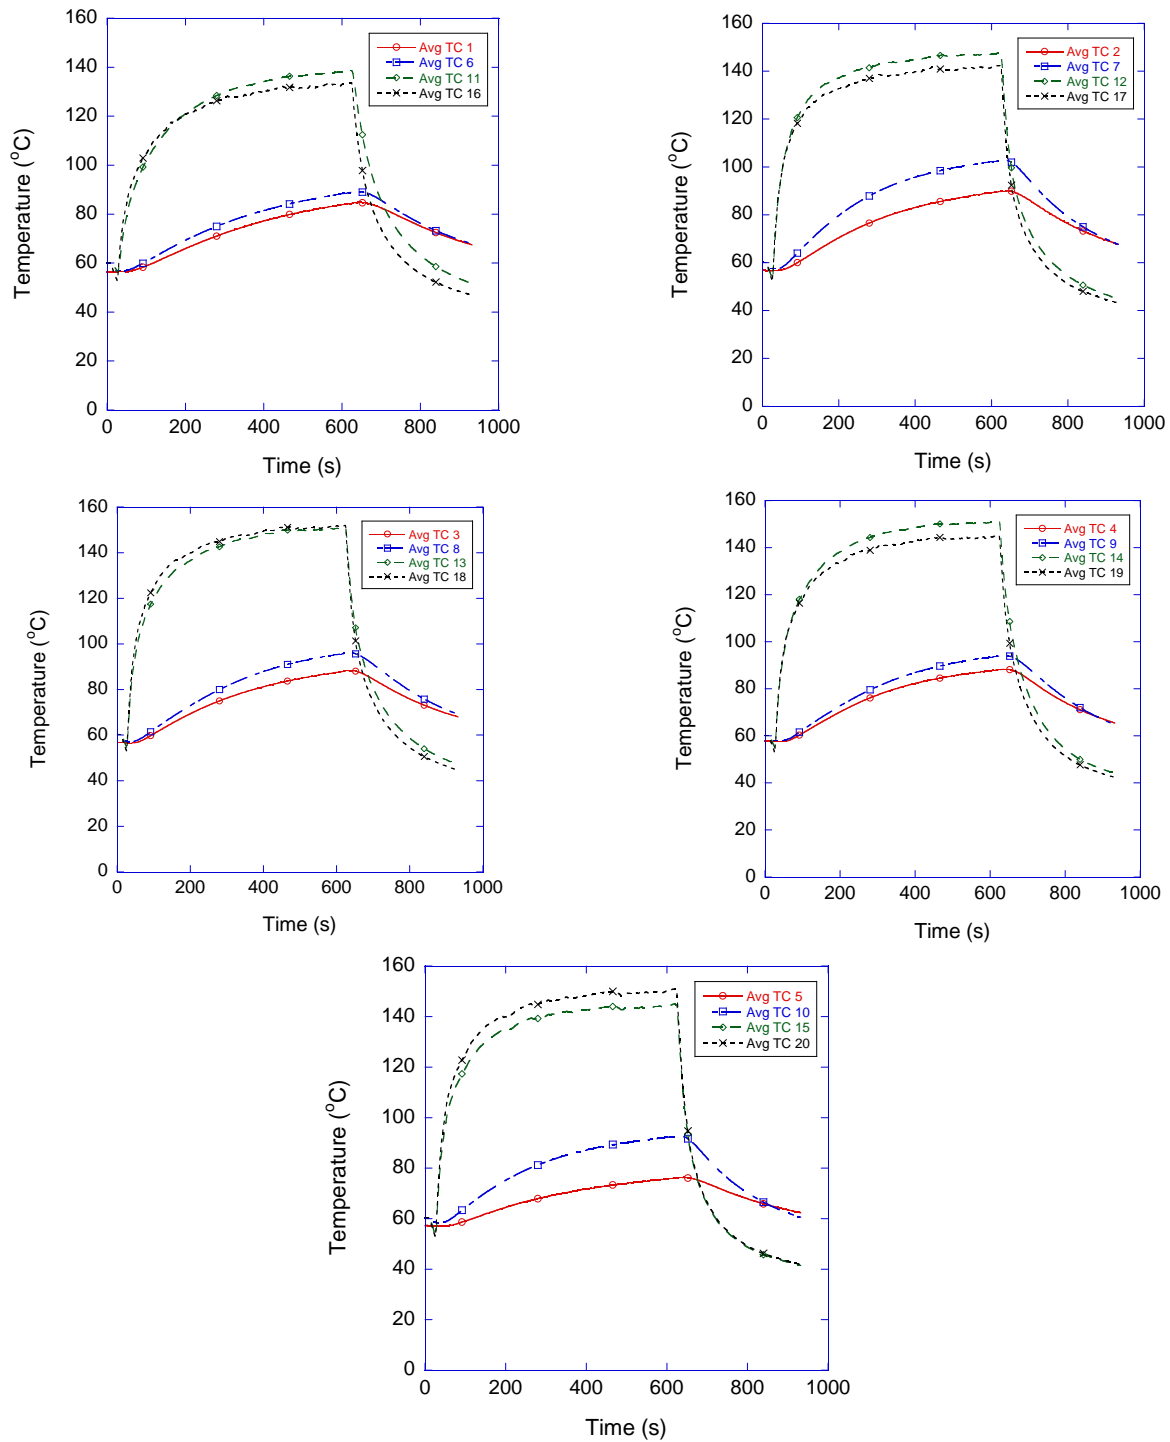 160
140
120
100
80
60
40
20
0
Temperature (°C)
Avg TC 1
Avg TC 6
Avg TC 11
Avg TC 16
0 200 400 600 800 1000
Time (s)
160
140
120
100
80
60
40
20
0
Temperature (°C)
Avg TC 2
Avg TC 7
Avg TC 12
Avg TC 17
0 200 400 600 800 1000
Time (s)
160
140
120
100
80
60
40
20
0
Temperature (°C)
Avg TC 3
Avg TC 8
Avg TC 13
Avg TC 18
0 200 400 600 800 1000
Time (s)
160
140
120
100
80
60
40
20
0
Temperature (°C)
Avg TC 4
Avg TC 9
Avg TC 14
Avg TC 19
0 200 400 600 800 1000
Time (s)
160
140
120
100
80
60
40
20
0
Temperature (°C)
Avg TC 5
Avg TC 10
Avg TC 15
Avg TC 20
0 200 400 600 800 1000
Time (s)